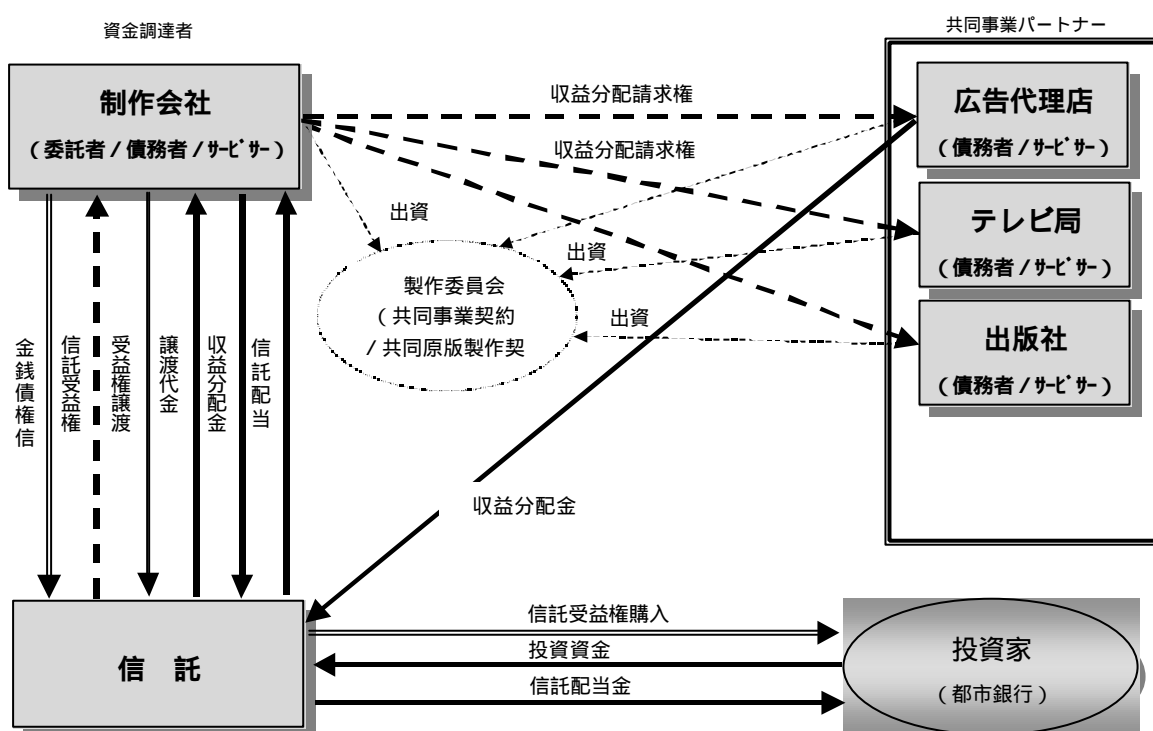 資金調達者
共同事業パートナー
制作会社
(委託者/債務者/ｻｰﾋﾞｻｰ)
収益分配請求権
収益分配請求権
広告代理店
(債務者/ｻｰﾋﾞｻｰ)
テレビ局
(債務者/ｻｰﾋﾞｻｰ)
出版社
(債務者/ｻｰﾋﾞｻｰ)
出資
出資
出資
製作委員会
(共同事業契約
/共同原版製作契
金銭債権信
信託受益権
受益権譲渡
譲渡代金
収益分配金
信託配当
収益分配金
信 託
信託受益権購入
投資資金
信託配当金
投資家
(都市銀行)